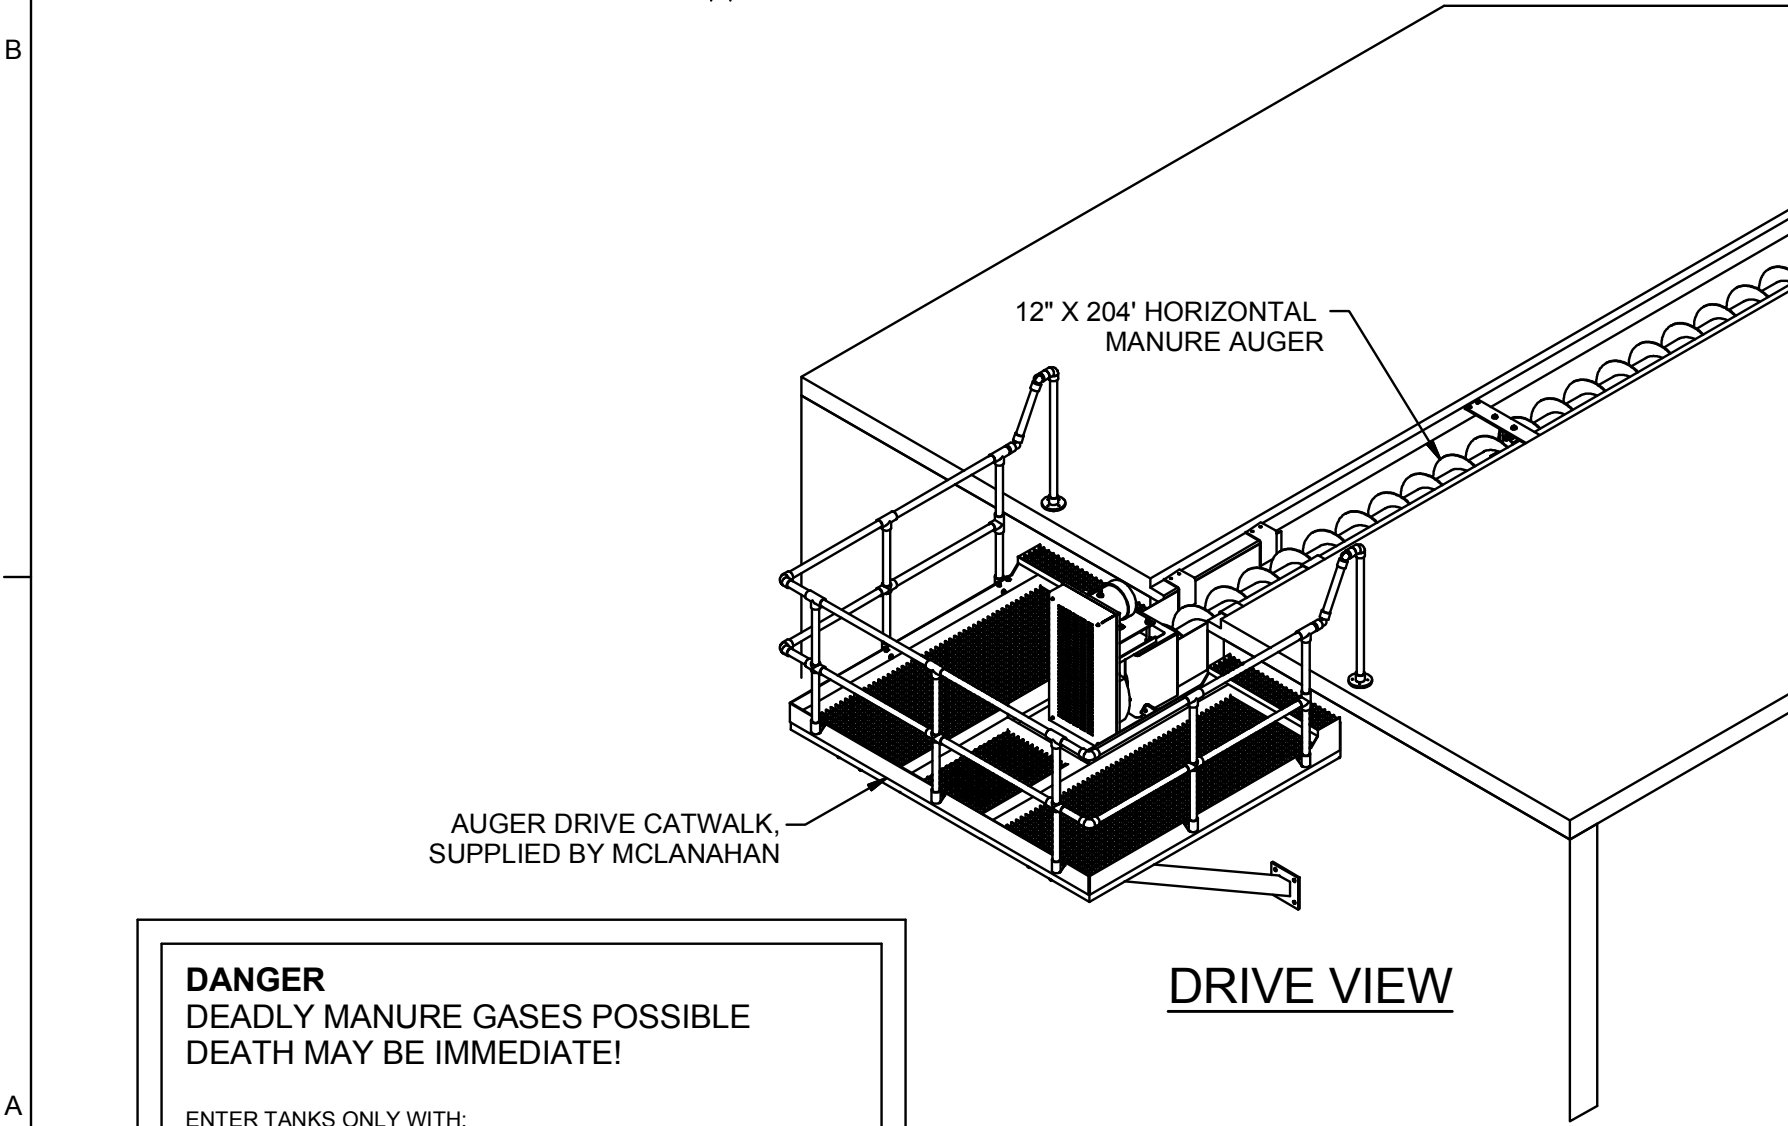 B
12" X 204' HORIZONTAL
MANURE AUGER
AUGER DRIVE CATWALK,
SUPPLIED BY MCLANAHAN
DRIVE VIEW
DANGER
DEADLY MANURE GASES POSSIBLE
DEATH MAY BE IMMEDIATE!
ENTER TANKS ONLY WITH:
A